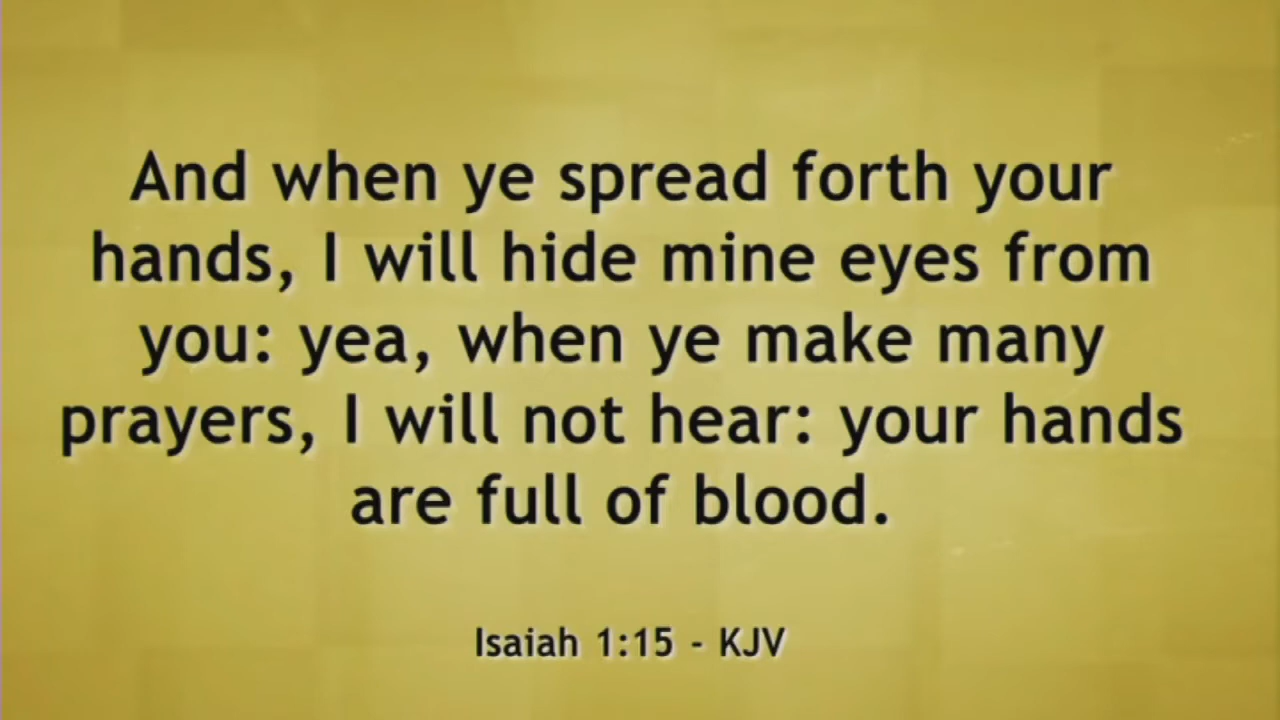 And when ye spread forth your
hands, I will hide mine eyes from
you: yea, when ye make many
prayers, I will not hear: your hands
are full of blood.
Isaiah 1:15 - KJV